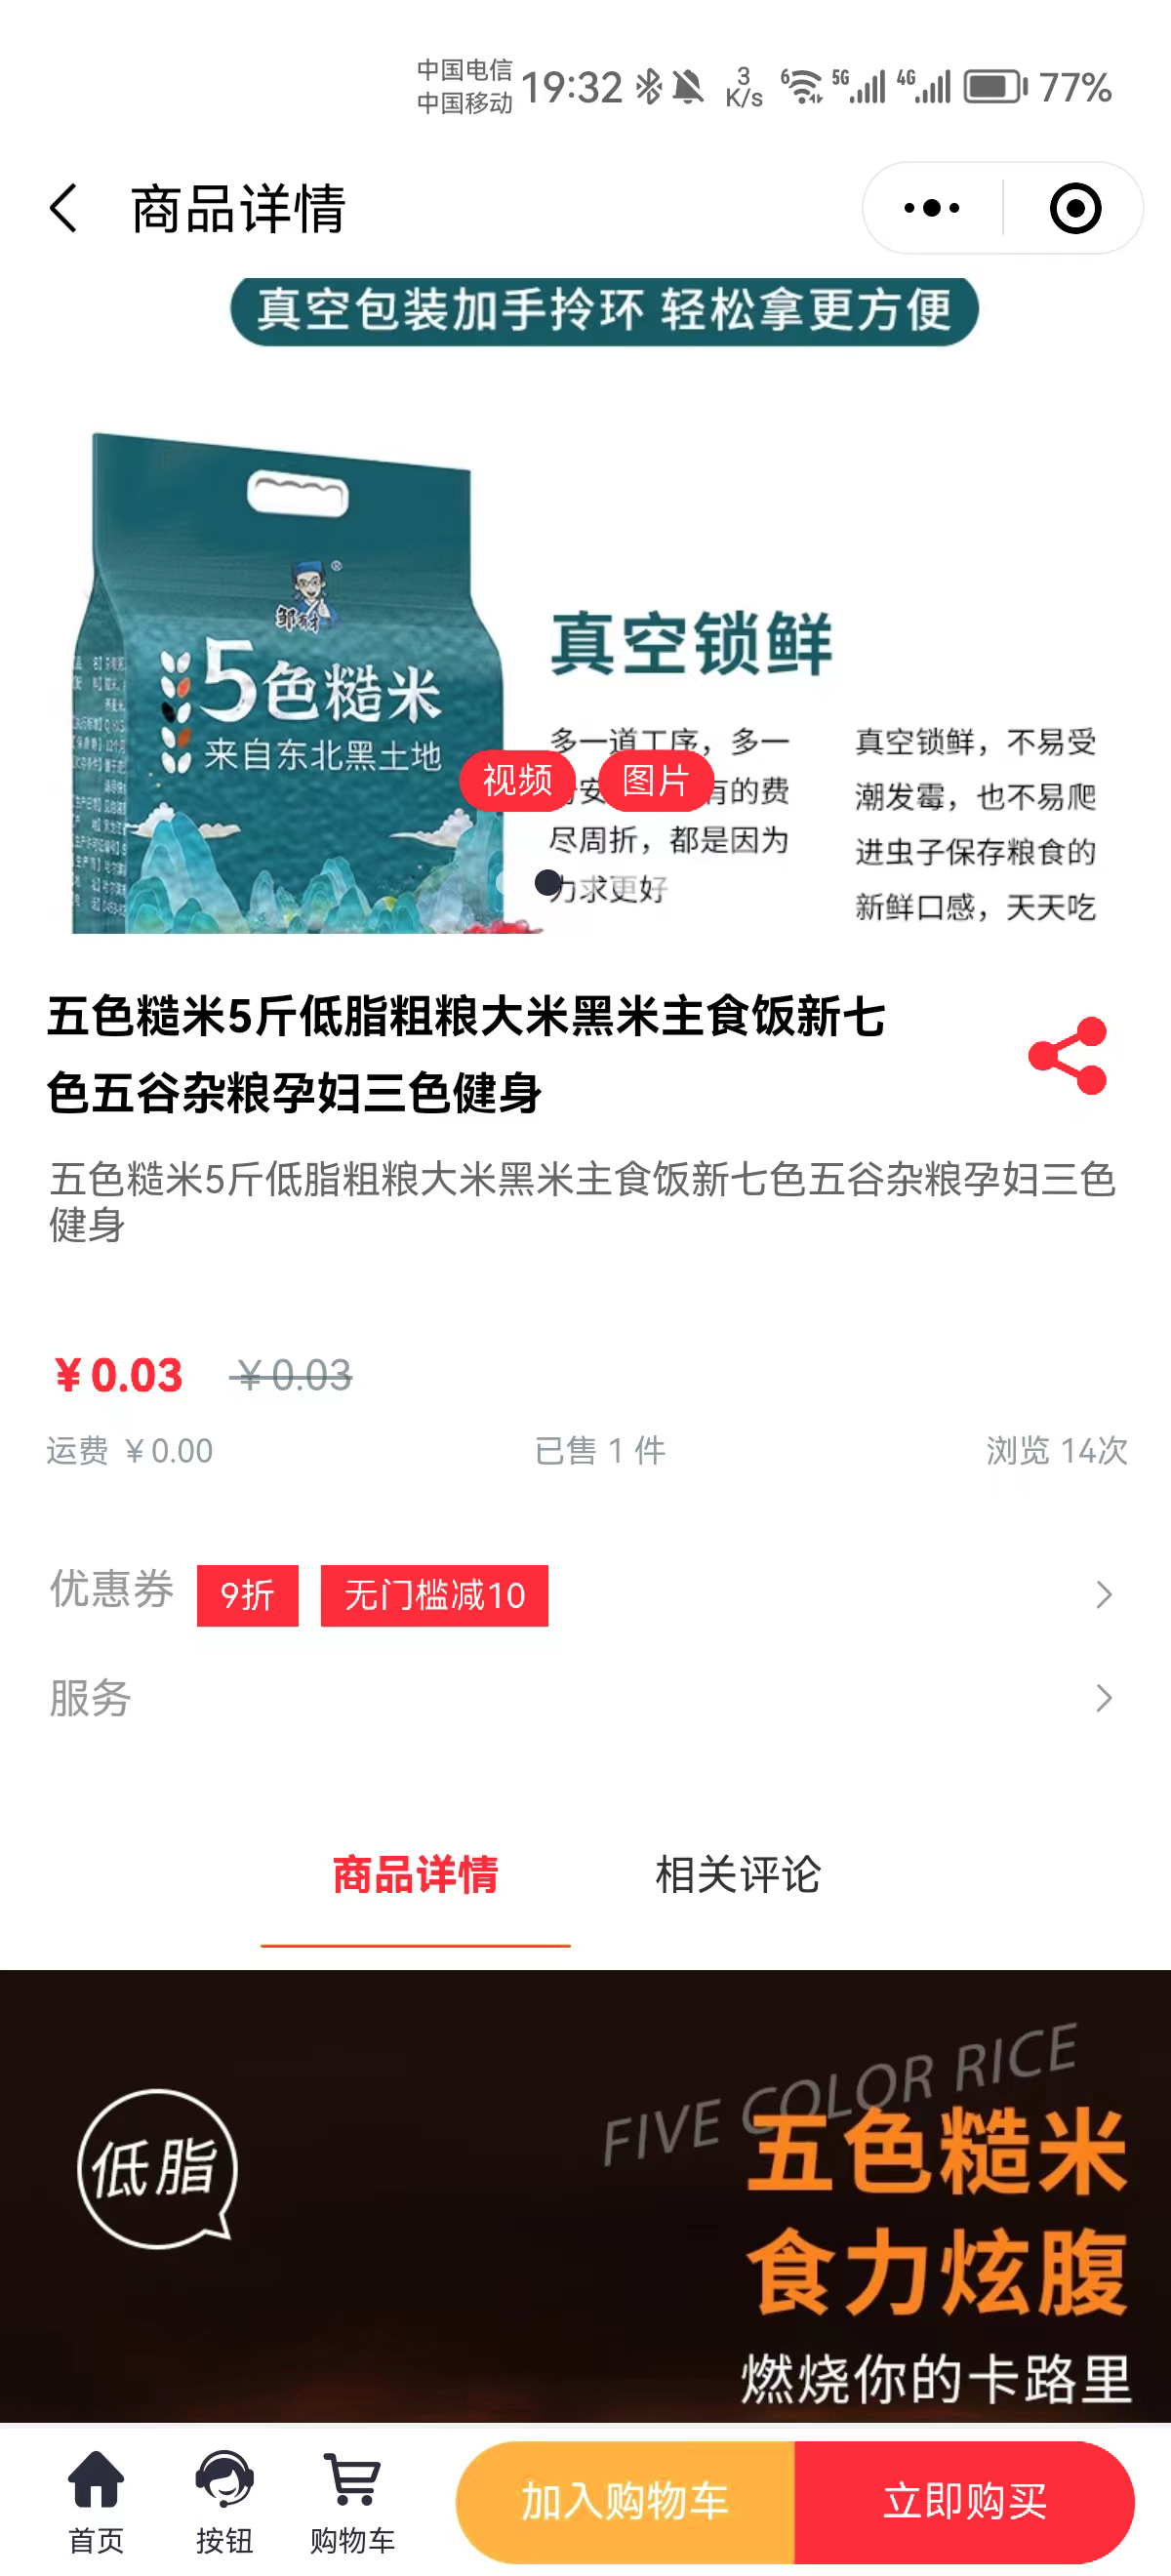 中国电信
中国移动
19:32
3
K/s
6
5G
4G
77%
商品详情
真空包装加手拎环 轻松拿更方便
邹有才
5色糙米
来自东北黑土地
真空锁鲜
多一道工序，多一
安
有的费
尽周折，都是因为
力求更好
真空锁鲜，不易受
潮发霉，也不易爬
进虫子保存粮食的
新鲜口感，天天吃
视频
图片
五色糙米5斤低脂粗粮大米黑米主食饭新七
色五谷杂粮孕妇三色健身
五色糙米5斤低脂粗粮大米黑米主食饭新七色五谷杂粮孕妇三色
健身
¥0.03 ¥0.03
运费 ¥0.00
已售 1 件
浏览 14次
优惠券 9折 无门槛减10
服务
商品详情
相关评论
FIVE COLOR RICE
低脂
五色糙米
食力炫腹
燃烧你的卡路里
首页
按钮
购物车
加入购物车
立即购买